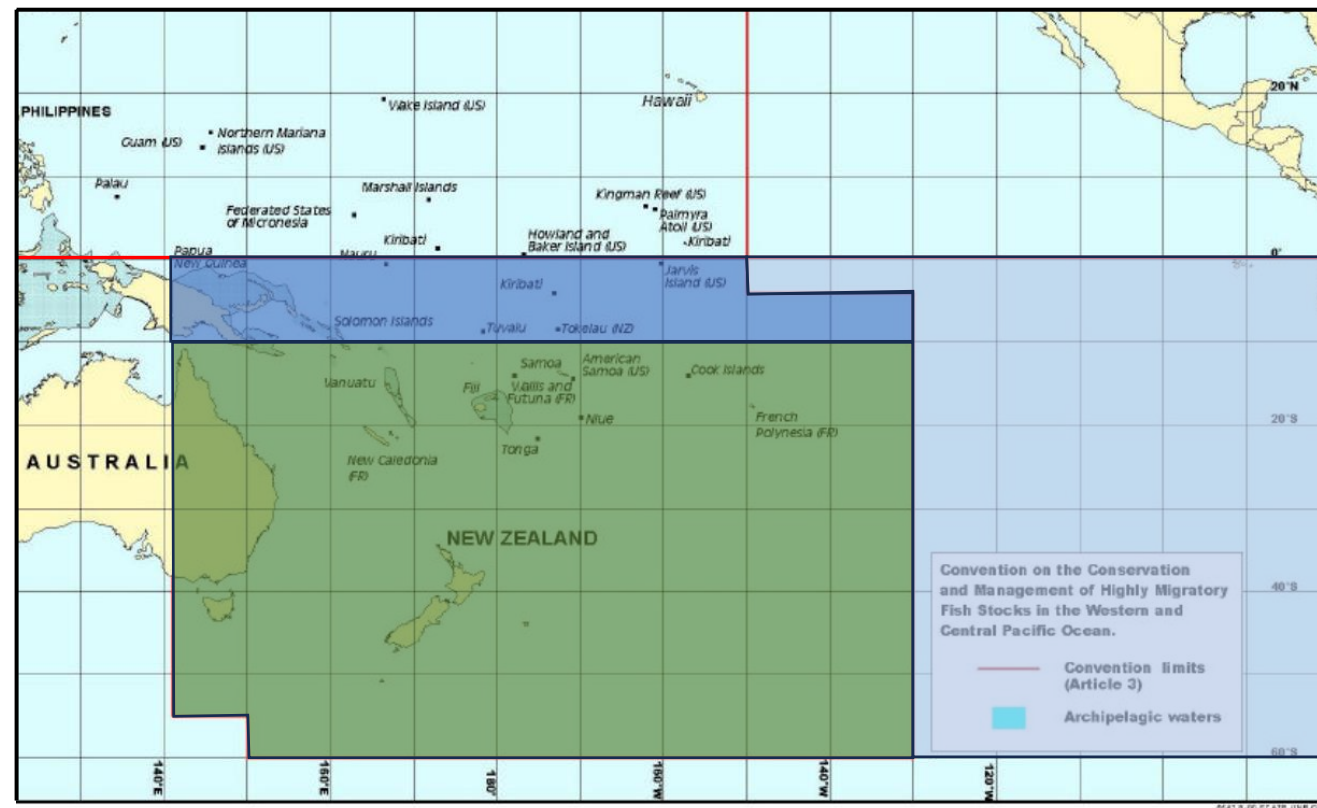 Hawaii
20°N
Wake Island (US)
PHILIPPINES
Northern Mariana
Islands (US)
Guam (US)
Palau
Marshall Islands
Kingman Reef (US)
Federated States
of Micronesia
Palmyra
Atoll (US)
Kiribati
Howland and
Baker Island (US)
Kiribati
Papua
New Guinea
Nauru
0°
Jarvis
Island (US)
Kiribati
Solomon Islands
Tuvalu
Tokelau (NZ)
Samoa
American
Samoa (US)
Cook Islands
Vanuatu
Fiji
Wallis and
Futuna (FR)
Niue
French
Polynesia (FR)
20°S
Tonga
AUSTRALIA
New Caledonia
(FR)
NEW ZEALAND
Convention on the Conservation
and Management of Highly Migratory
Fish Stocks in the Western and
Central Pacific Ocean.
40°S
Convention limits
(Article 3)
Archipelagic waters
60°S
140°E
150°E
180°
150°W
140°W
120°W